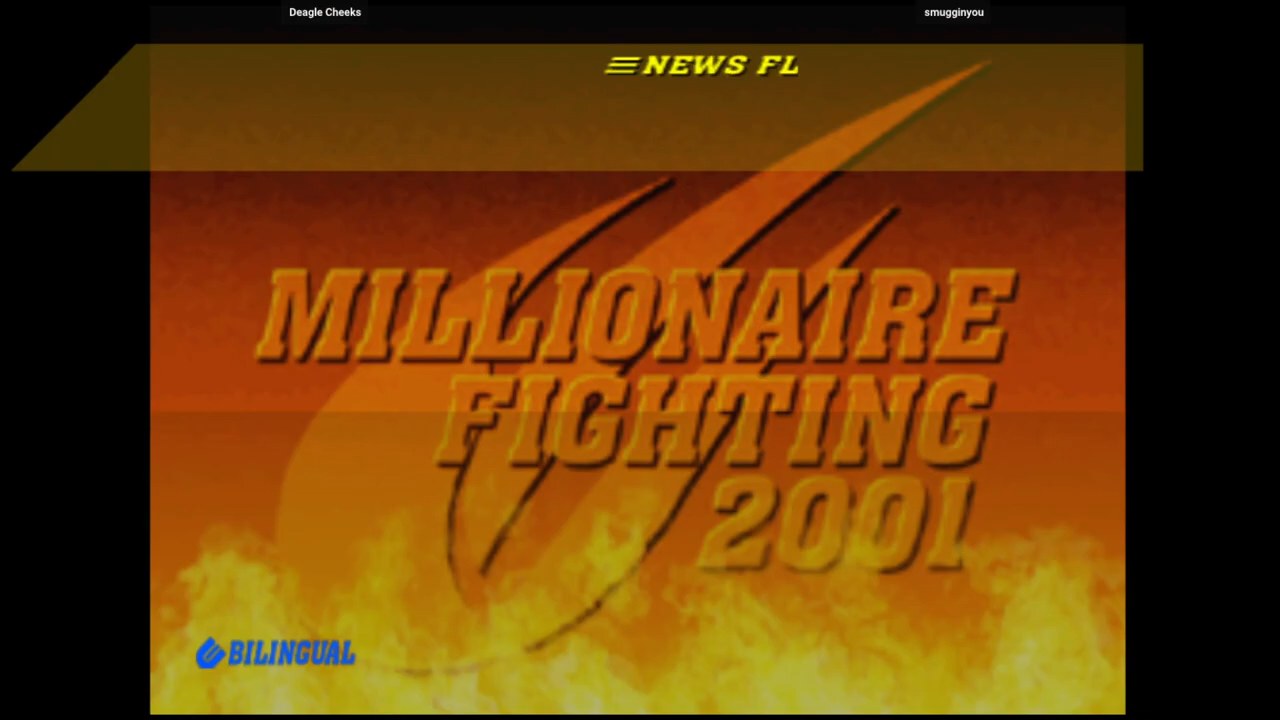 Deagle Cheeks
smugginyou
NEWS FL
MILLIONAIRE
FIGHTING
2001
BILINGUAL